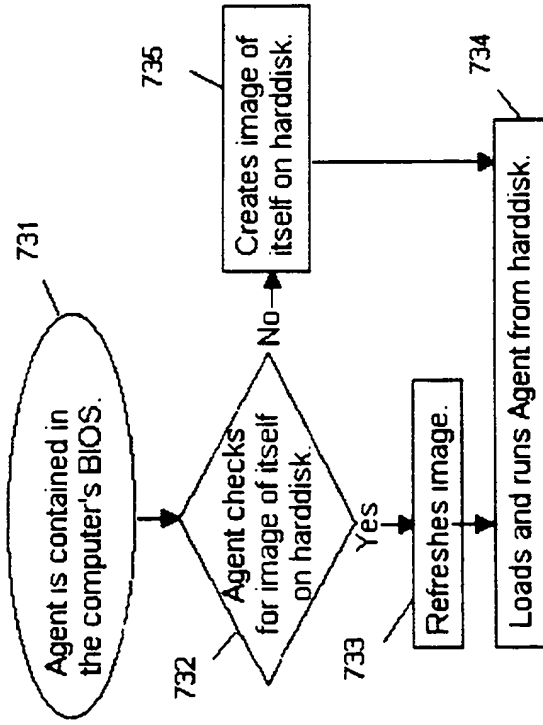 731
Agent is contained in
the computer's BIOS.
732
Agent checks
for image of itself
on harddisk.
No
735
Creates image of
itself on harddisk.
Yes
733
Refreshes image.
734
Loads and runs Agent from harddisk.